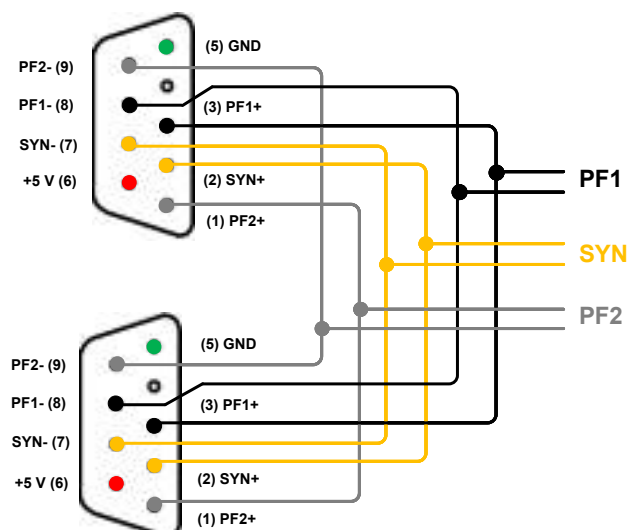 (5) GND
PF2- (9)
PF1- (8)
(3) PF1+
SYN- (7)
(2) SYN+
+5 V (6)
(1) PF2+
PF1
SYN
PF2
(5) GND
PF2- (9)
PF1- (8)
(3) PF1+
SYN- (7)
(2) SYN+
+5 V (6)
(1) PF2+